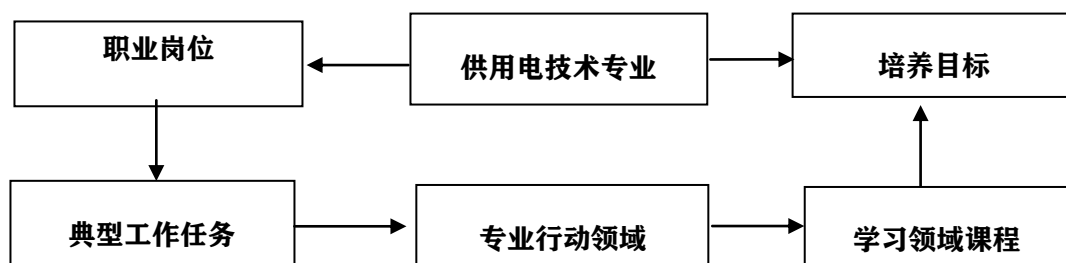 职业岗位
供用电技术专业
培养目标
典型工作任务
专业行动领域
学习领域课程